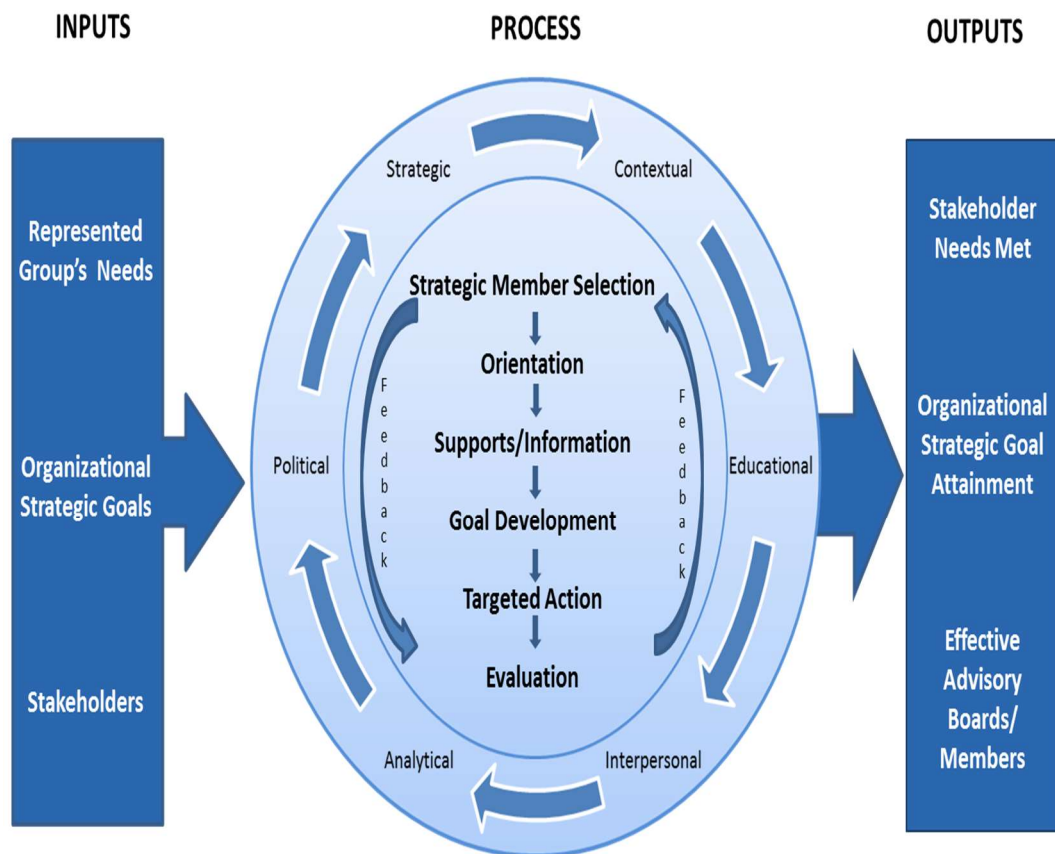 INPUTS
PROCESS
OUTPUTS
Represented
Group's Needs
Organizational
Strategic Goals
Stakeholders
Strategic
Contextual
Educational
Interpersonal
Analytical
Political
Strategic Member Selection
Orientation
Supports/Information
Goal Development
Targeted Action
Evaluation
Feedback
Feedback
Stakeholder
Needs Met
Organizational
Strategic Goal
Attainment
Effective
Advisory
Boards/
Members